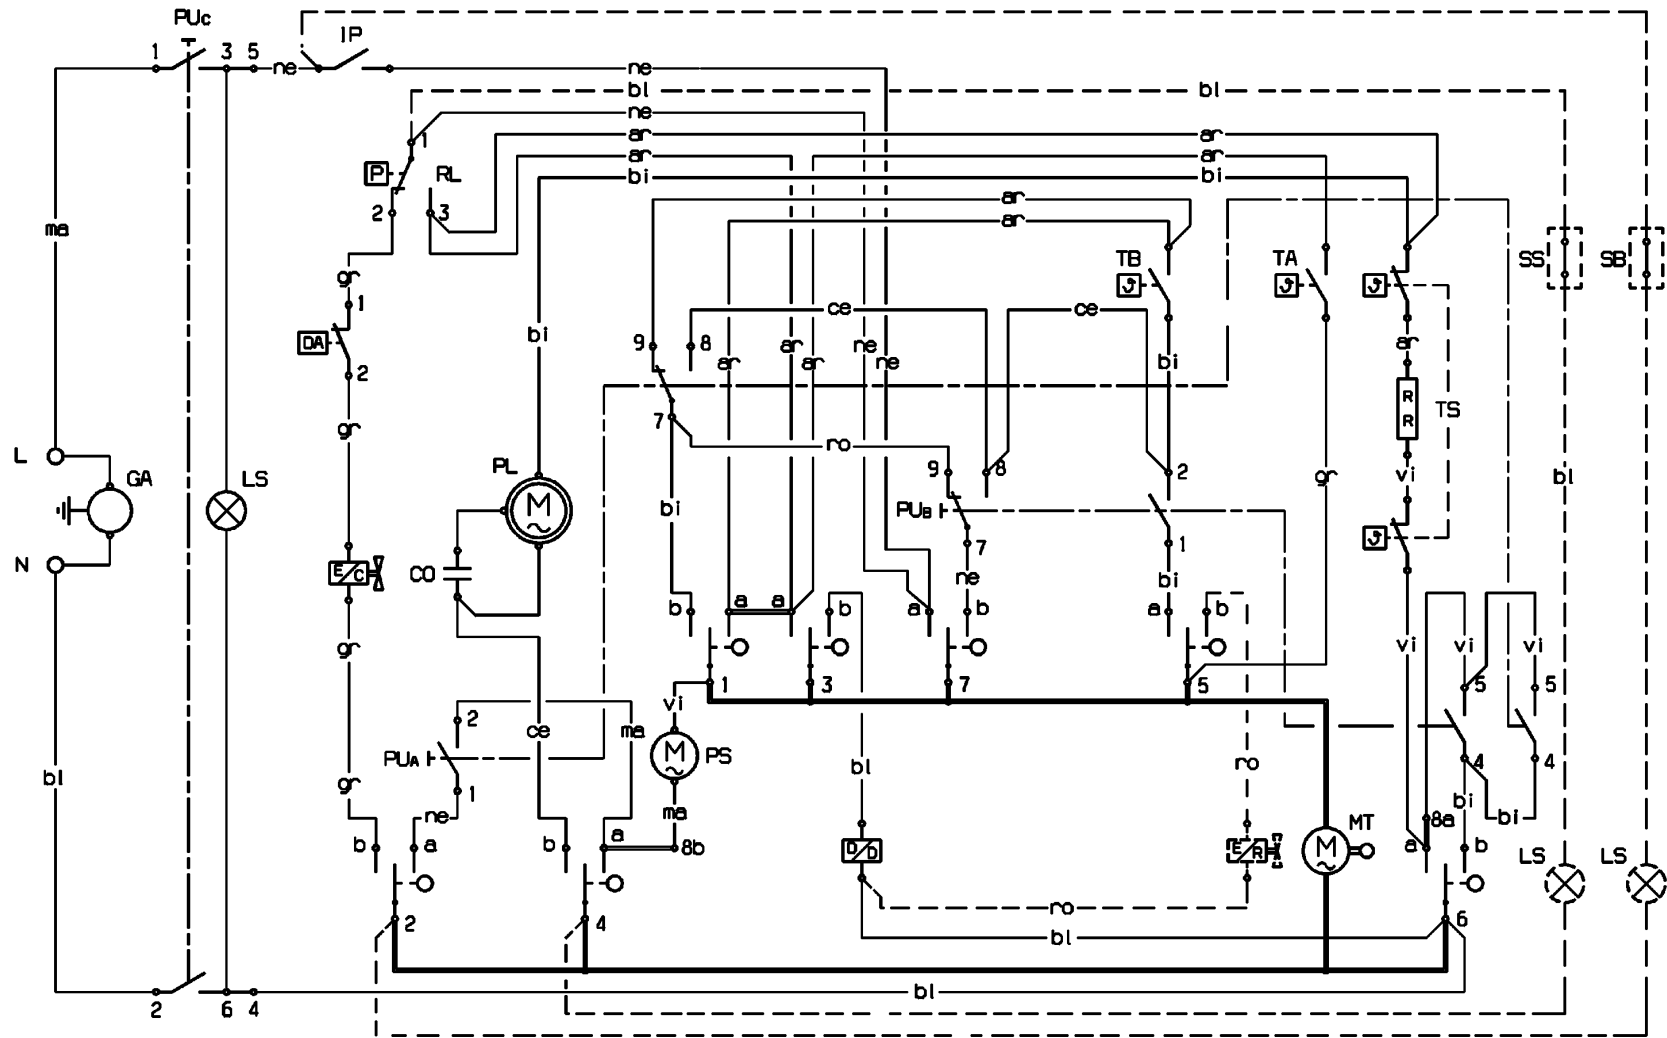 PUc
1 3 5 ne IP ne
bl bl
ne
1 ar ar
P RL ar ar
bi bi
2 3 ar
ma ar
gr TB TA SS SB
1 ϑ ϑ ϑ
DA bi ce ce
9 8 ar ar ne ar
2 ar ar ne bi
7 R
gr R TS
ro
L PL 9 8 2
GA LS vi
M gr bl
bi PUB
ϑ
N 7 1
E C CO ne bi
b a a b a b a b
gr vi vi vi
1 3 7 5 5 5
vi
2 ce ma
PUA M PS 4 4
bl gr bl ro
1 bi
ne ma bi
a 8a
b a b 8b D D E R M MT a b LS LS
ro
2 4 6
bl
bl
2 6 4